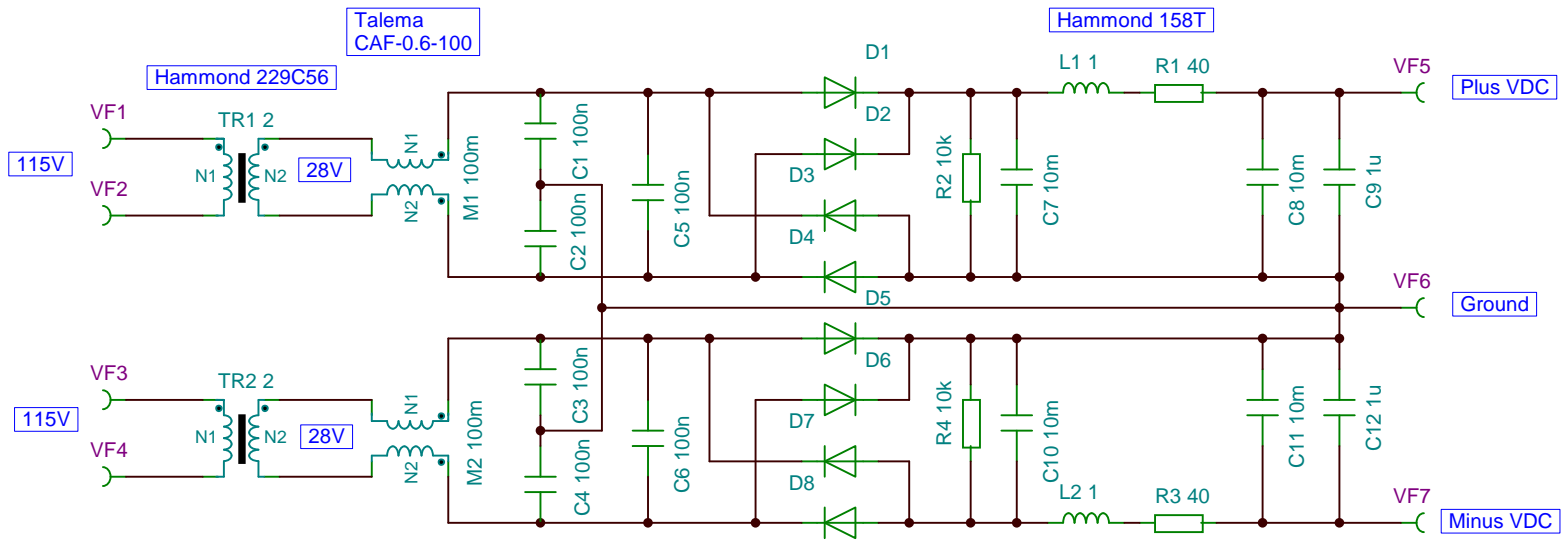 Talema
CAF-0.6-100
Hammond 158T
Hammond 229C56
D1
L1 1
R1 40
VF5
Plus VDC
VF1
TR1 2
N1
C1 100n
D2
115V
N1
N2
28V
M1 100m
C5 100n
D3
R2 10k
C7 10m
C8 10m
C9 1u
VF2
N2
C2 100n
D4
D5
VF6
Ground
VF3
TR2 2
N1
C3 100n
D6
115V
N1
N2
28V
M2 100m
C6 100n
D7
R4 10k
C10 10m
C11 10m
C12 1u
VF4
N2
C4 100n
D8
L2 1
R3 40
VF7
Minus VDC